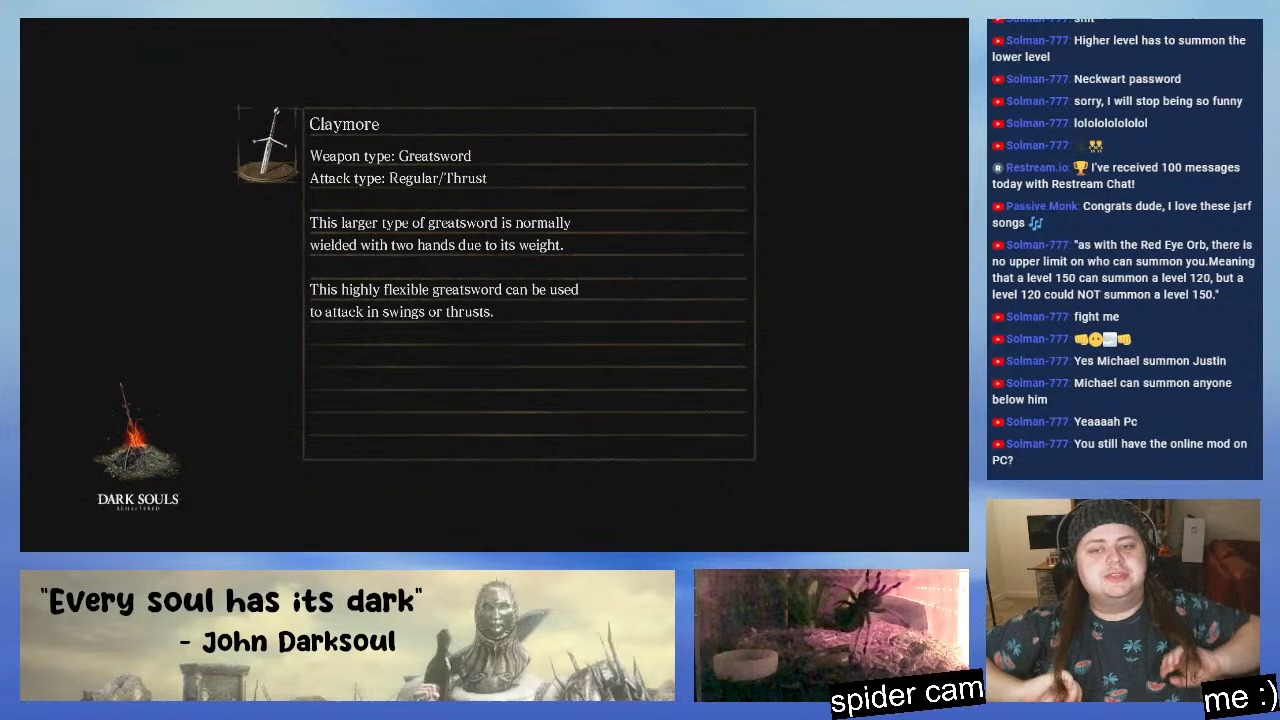 Claymore
Weapon type: Greatsword
Attack type: Regular/Thrust
This larger type of greatsword is normally
wielded with two hands due to its weight.
This highly flexible greatsword can be used
to attack in swings or thrusts.
DARK SOULS
REMASTERED
Solman-777: shit
Solman-777: Higher level has to summon the
lower level
Solman-777: Neckwart password
Solman-777: sorry, I will stop being so funny
Solman-777: lolololololololol
Solman-777:
Restream.io: 🏆 I've received 100 messages
today with Restream Chat!
Passive Monk: Congrats dude, I love these jsrf
songs 🎶
Solman-777: "as with the Red Eye Orb, there is
no upper limit on who can summon you.Meaning
that a level 150 can summon a level 120, but a
level 120 could NOT summon a level 150."
Solman-777: fight me
Solman-777:
Solman-777: Yes Michael summon Justin
Solman-777: Michael can summon anyone
below him
Solman-777: Yeaaaah Pc
Solman-777: You still have the online mod on
PC?
"Every soul has its dark"
- John Darksoul
spider cam
me :)